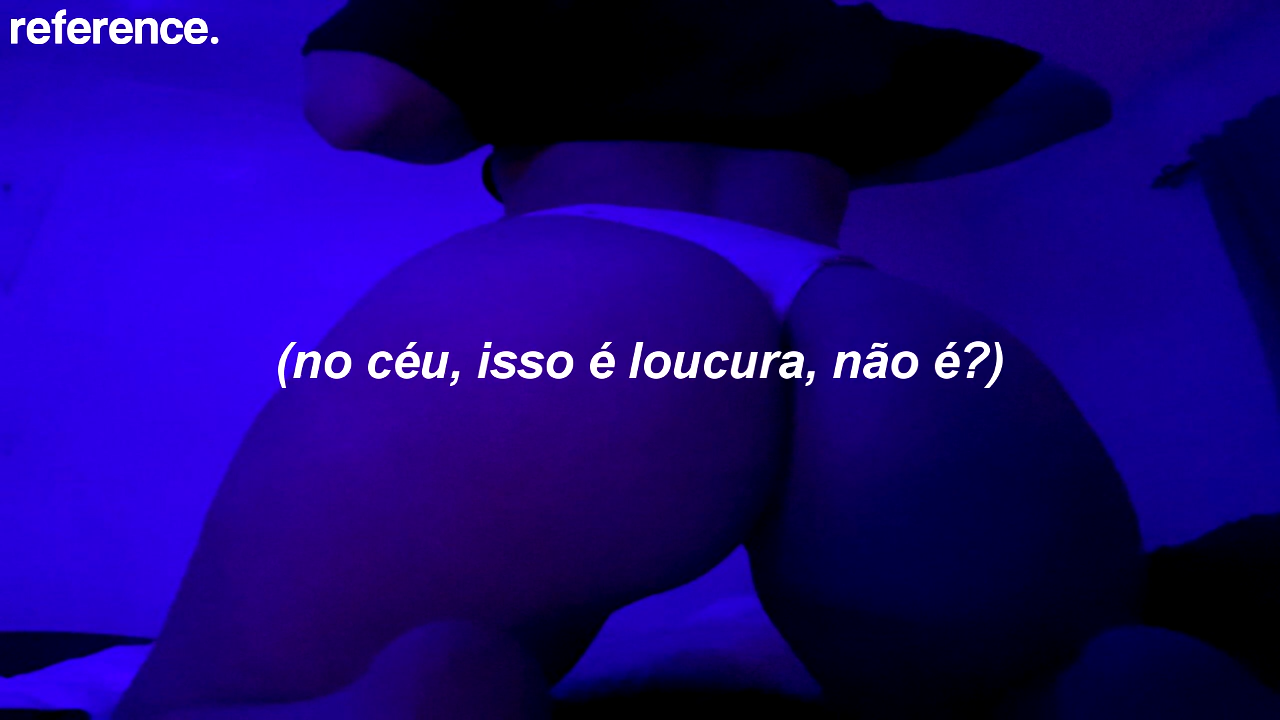 reference.
(no céu, isso é loucura, não é?)